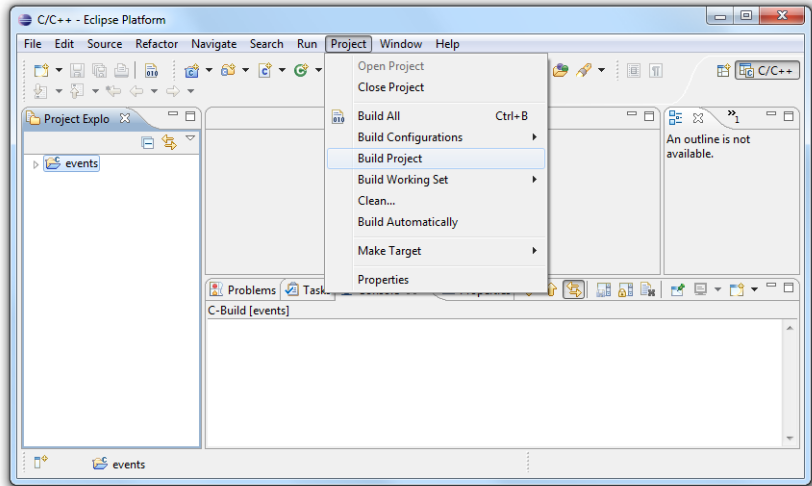 C/C++ - Eclipse Platform
File Edit Source Refactor Navigate Search Run Project Window Help
Open Project
Close Project
C/C++
Project Explo
010 Build All Ctrl+B
Build Configurations
Build Project
Build Working Set
Clean...
Build Automatically
Make Target
Properties
»1
An outline is not
available.
events
Problems Task
C-Build [events]
events